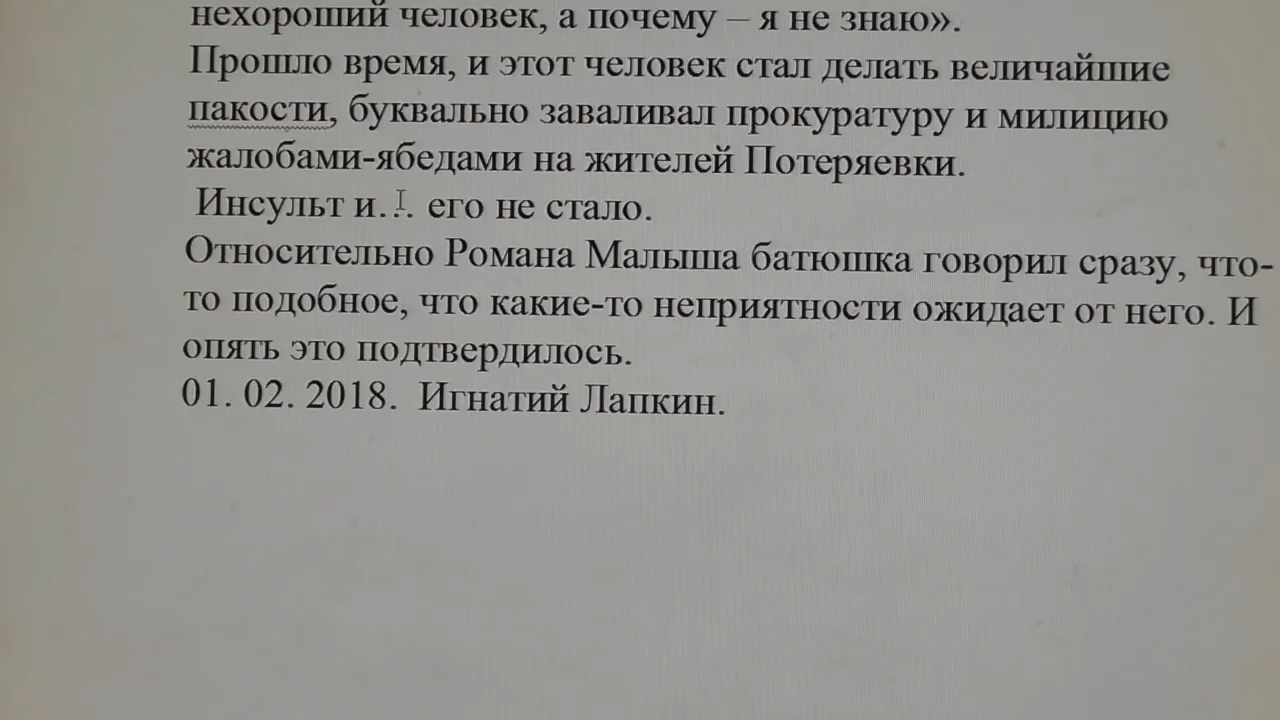 нехороший человек, а почему – я не знаю».
Прошло время, и этот человек стал делать величайшие
пакости, буквально заваливал прокуратуру и милицию
жалобами-ябедами на жителей Потеряевки.
Инсульт и… его не стало.
Относительно Романа Малыша батюшка говорил сразу, что-
то подобное, что какие-то неприятности ожидает от него. И
опять это подтвердилось.
01. 02. 2018. Игнатий Лапкин.